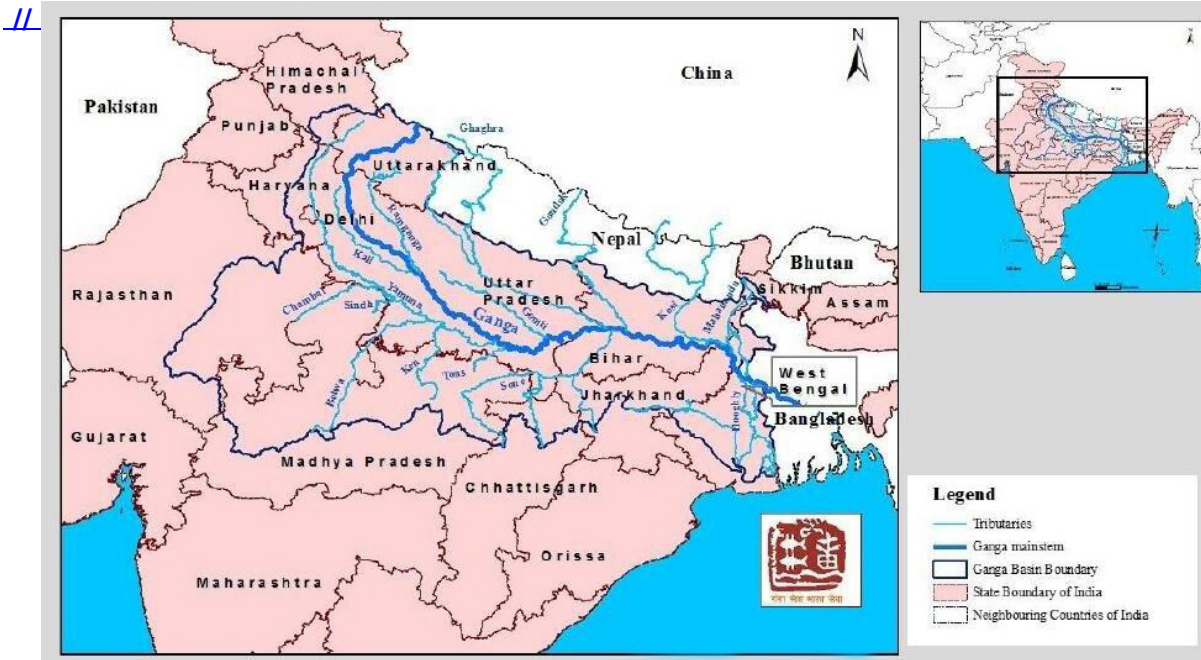 //
N
China
Himachal
Pradesh
Pakistan
Punjab
Ghaghra
Uttarakhand
Haryana
Delhi
Ramganga
Gandak
Nepal
Kali
Bhutan
Uttar
Pradesh
Sikkim
Rajasthan
Assam
Chambal
Sindh
Yamuna
Ganga
Gomti
Kosi
Mahananda
Bihar
West
Bengal
Betwa
Ken
Tons
Sone
Jharkhand
Hooghly
Bangladesh
Gujarat
Madhya Pradesh
Chhattisgarh
Orissa
Maharashtra
Legend
Tributaries
Ganga mainstem
Ganga Basin Boundary
State Boundary of India
Neighbouring Countries of India